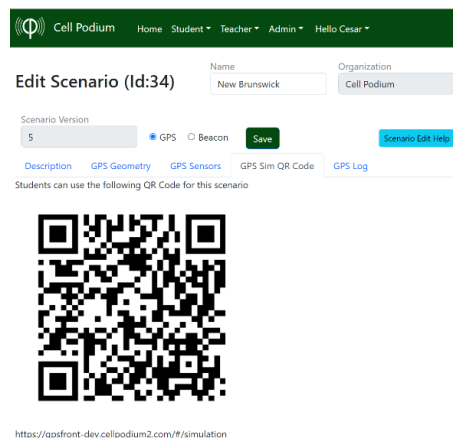 Cell Podium Home Student Teacher Admin Hello Cesar
Name Organization
Edit Scenario (Id:34) New Brunswick Cell Podium
Scenario Version
5 GPS Beacon Save Scenario Edit Help
Description GPS Geometry GPS Sensors GPS Sim QR Code GPS Log
Students can use the following QR Code for this scenario
https://gpsfront-dev.cellpodium2.com/#/simulation